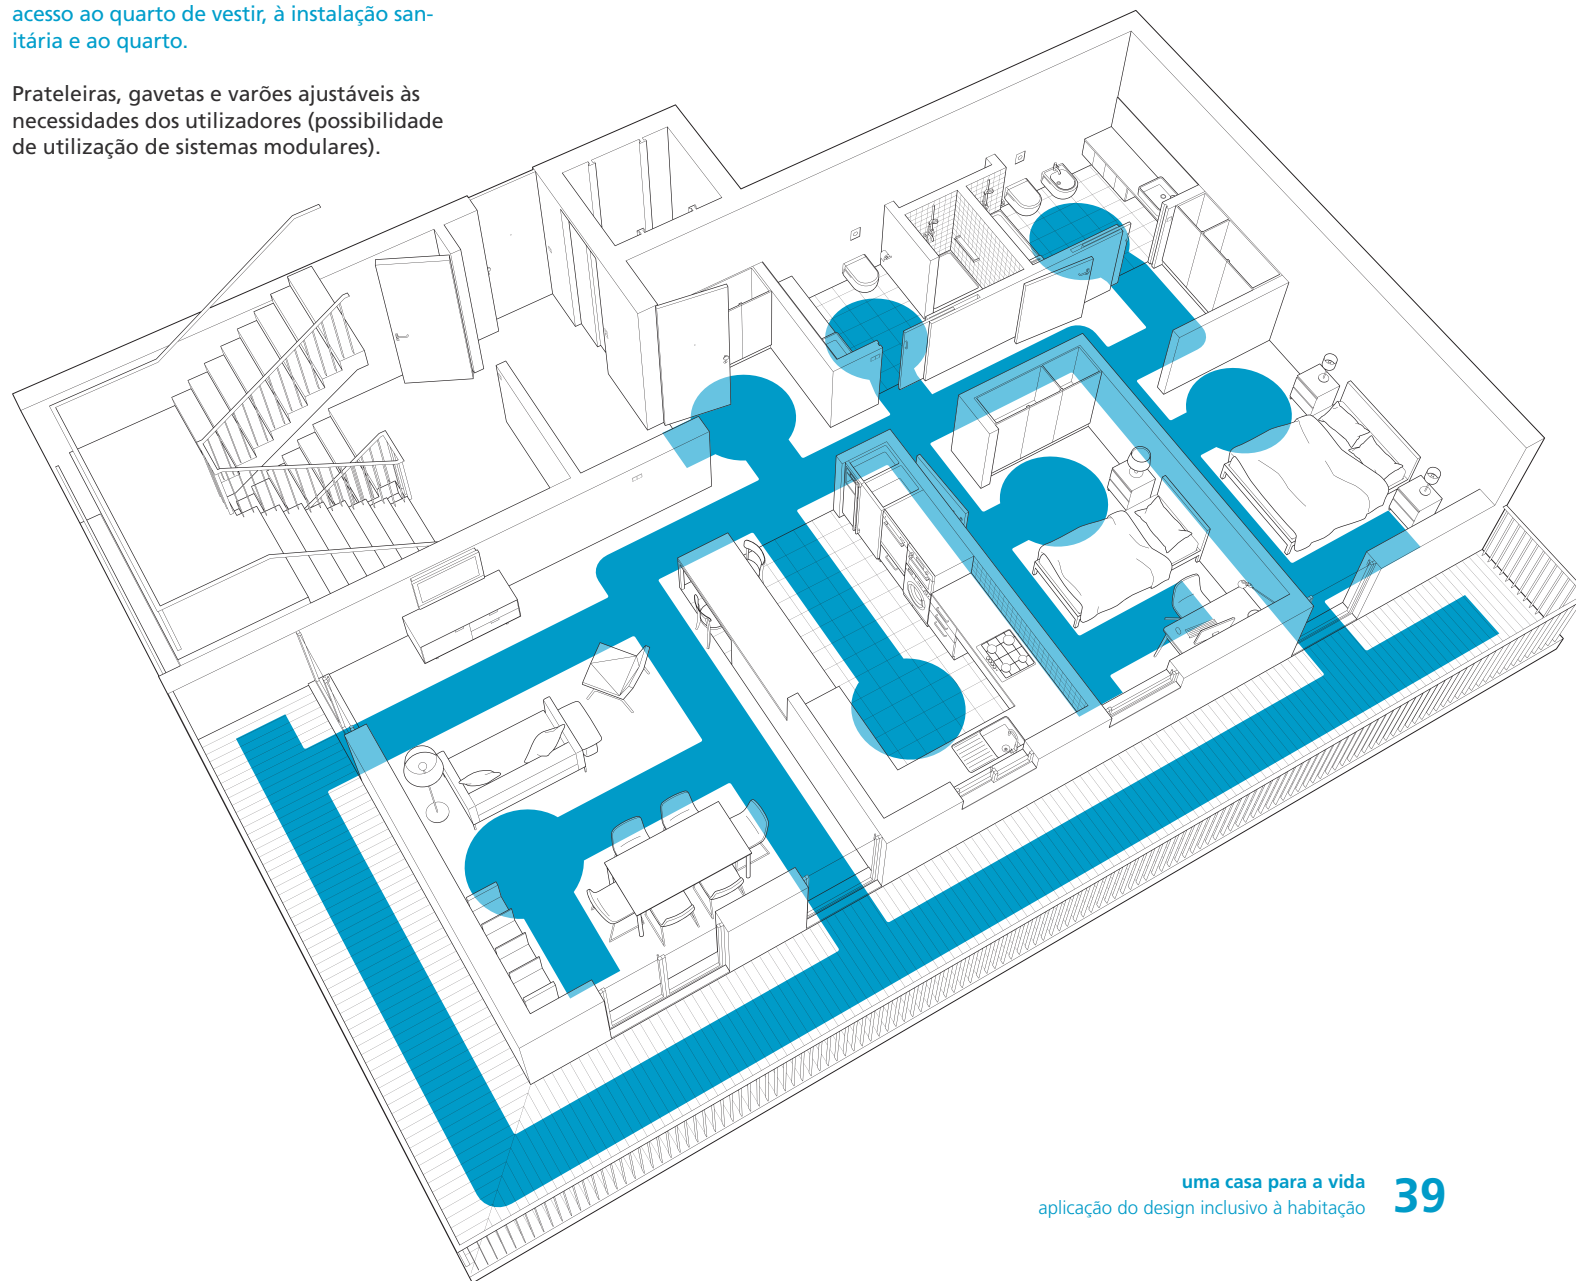 acesso ao quarto de vestir, à instalação san-
itária e ao quarto.
Prateleiras, gavetas e varões ajustáveis às
necessidades dos utilizadores (possibilidade
de utilização de sistemas modulares).
uma casa para a vida
aplicação do design inclusivo à habitação
39